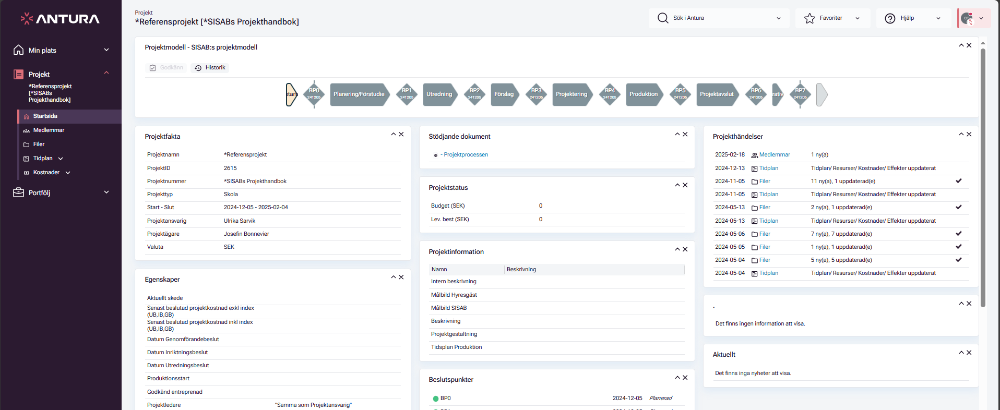 ANTURA
Min plats
Projekt
*Referensprojekt
[*SISABs
Projekthandbok]
Startsida
Medlemmar
Filer
Tidplan
Kostnader
Portfölj
Projekt
*Referensprojekt [*SISABs Projekthandbok]
Sök i Antura
Favoriter
Hjälp
OT
Projektmodell - SISAB:s projektmodell
Godkänn
Historik
start
BP0
241205
Planering/Förstudie
BP1
241205
Utredning
BP2
241205
Förslag
BP3
241205
Projektering
BP4
241205
Produktion
BP5
241205
Projektavslut
BP6
241205
rativ
BP7
241205
Projektfakta
Projektnamn *Referensprojekt
ProjektID 2615
Projektnummer *SISABs Projekthandbok
Projekttyp Skola
Start - Slut 2024-12-05 - 2025-02-04
Projektansvarig Ulrika Sarvik
Projektägare Josefin Bonnevier
Valuta SEK
Egenskaper
Aktuellt skede
Senast beslutad projektkostnad exkl index
(UB,IB,GB)
Senast beslutad projektkostnad inkl index
(UB,IB,GB)
Datum Genomförandebeslut
Datum Inriktningsbeslut
Datum Utredningsbeslut
Produktionsstart
Godkänd entreprenad
Projektledare "Samma som Projektansvarig"
Stödjande dokument
- Projektprocessen
Projektstatus
Budget (SEK) 0
Lev. best (SEK) 0
Projektinformation
Namn Beskrivning
Intern beskrivning
Målbild Hyresgäst
Målbild SISAB
Beskrivning
Projektgestaltning
Tidsplan Produktion
Beslutspunkter
BP0 2024-12-05 Planerad
Projekthändelser
2025-02-18 Medlemmar 1 ny(a)
2024-12-13 Tidplan Tidplan/ Resurser/ Kostnader/ Effekter uppdaterat
2024-11-05 Filer 11 ny(a), 1 uppdaterad(e)
2024-11-05 Tidplan Tidplan/ Resurser/ Kostnader/ Effekter uppdaterat
2024-05-13 Filer 2 ny(a), 1 uppdaterad(e)
2024-05-13 Tidplan Tidplan/ Resurser/ Kostnader/ Effekter uppdaterat
2024-05-06 Filer 7 ny(a), 7 uppdaterad(e)
2024-05-05 Filer 1 ny(a), 1 uppdaterad(e)
2024-05-04 Filer 5 ny(a), 5 uppdaterad(e)
2024-05-04 Tidplan Tidplan/ Resurser/ Kostnader/ Effekter uppdaterat
.
Det finns ingen information att visa.
Aktuellt
Det finns inga nyheter att visa.